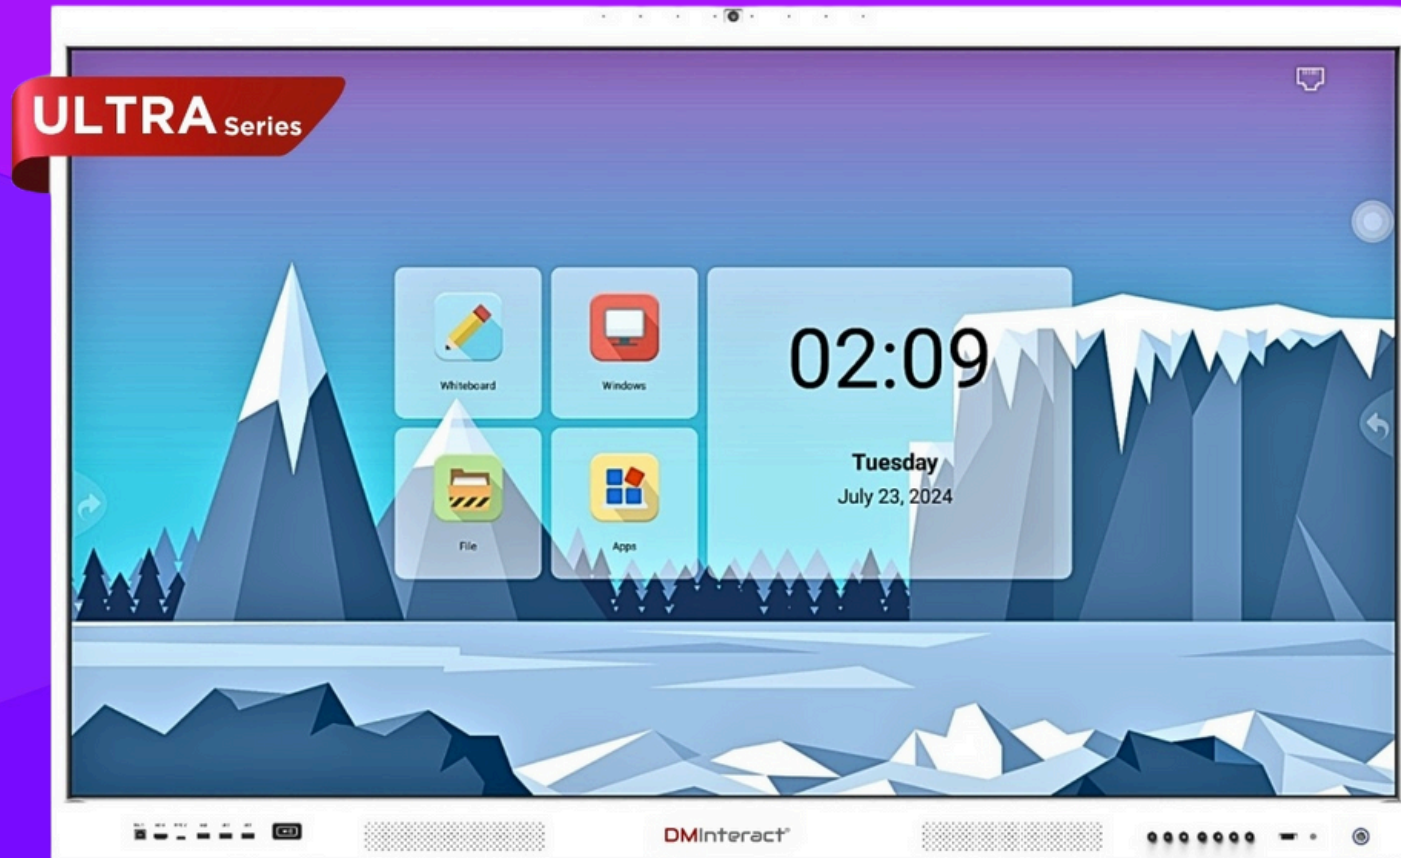 ULTRA Series
Whiteboard
Windows
02:09
Tuesday
July 23, 2024
File
Apps
DMInteract®